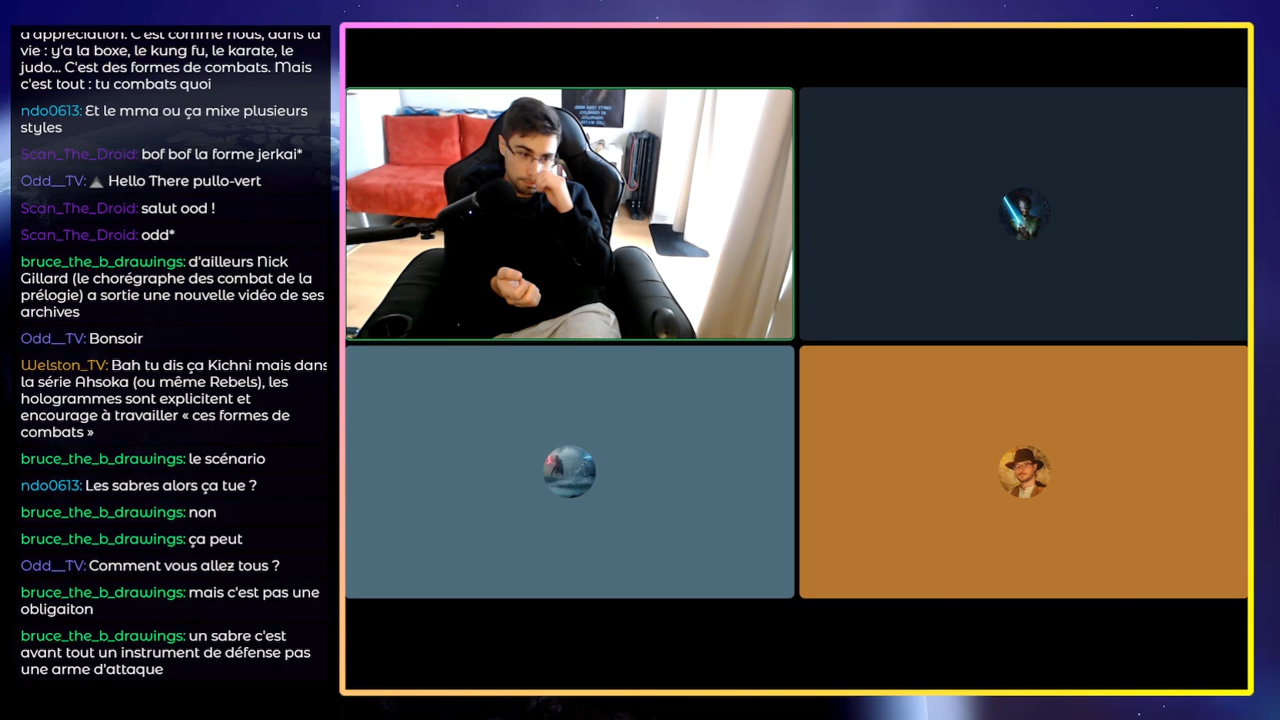 d'appréciation. C'est comme nous, dans la
vie : y'a la boxe, le kung fu, le karate, le
judo... C'est des formes de combats. Mais
c'est tout : tu combats quoi
ndo0613: Et le mma ou ça mixe plusieurs
styles
Scan_The_Droid: bof bof la forme jerkai*
Odd__TV: Hello There pullo-vert
Scan_The_Droid: salut ood !
Scan_The_Droid: odd*
bruce_the_b_drawings: d'ailleurs Nick
Gillard (le chorégraphe des combat de la
prélogie) a sortie une nouvelle vidéo de ses
archives
Odd__TV: Bonsoir
Welston_TV: Bah tu dis ça Kichni mais dans
la série Ahsoka (ou même Rebels), les
hologrammes sont explicitent et
encourage à travailler « ces formes de
combats »
bruce_the_b_drawings: le scénario
ndo0613: Les sabres alors ça tue ?
bruce_the_b_drawings: non
bruce_the_b_drawings: ça peut
Odd__TV: Comment vous allez tous ?
bruce_the_b_drawings: mais c'est pas une
obligaiton
bruce_the_b_drawings: un sabre c'est
avant tout un instrument de défense pas
une arme d'attaque